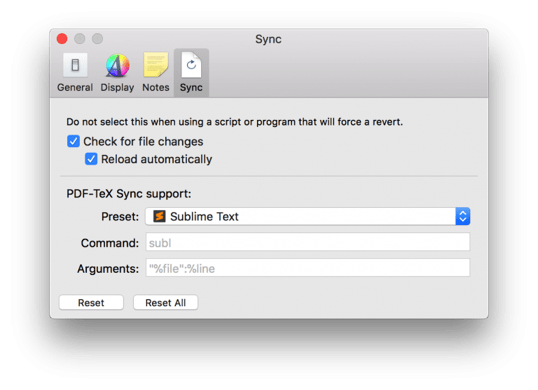 Sync
General Display Notes Sync
Do not select this when using a script or program that will force a revert.
Check for file changes
Reload automatically
PDF-TeX Sync support:
Preset: Sublime Text
Command: subl
Arguments: "%file":%line
Reset Reset All